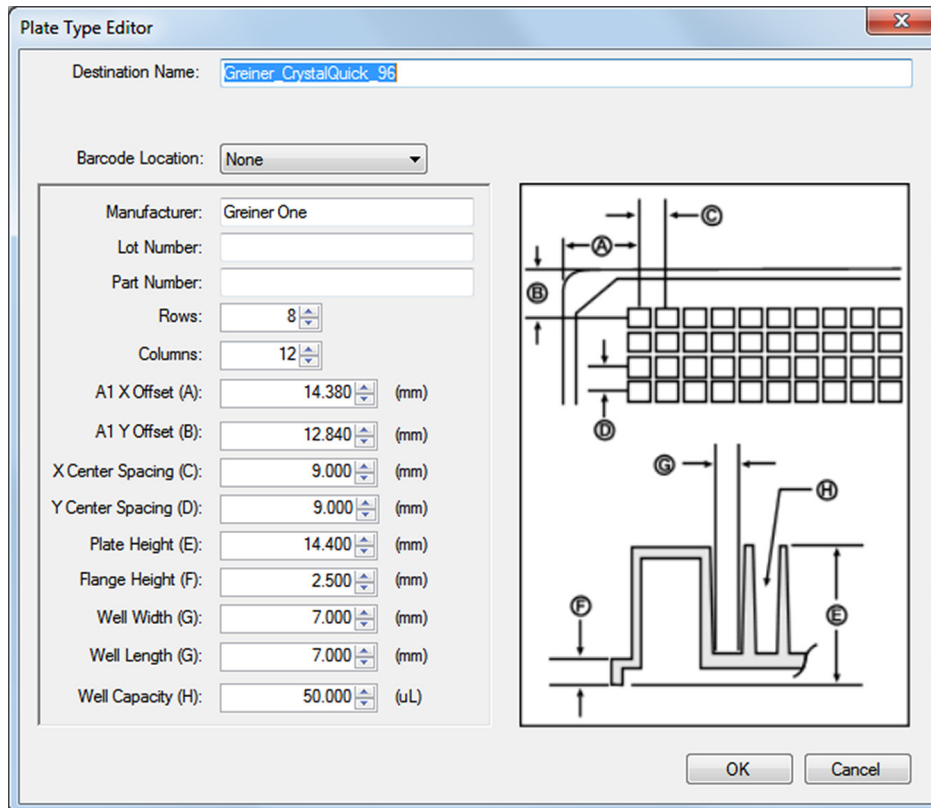 Plate Type Editor
x
Destination Name: Greiner_CrystalQuick_96
Barcode Location: None
Manufacturer: Greiner One
Lot Number:
Part Number:
Rows: 8
Columns: 12
A1 X Offset (A): 14.380 (mm)
A1 Y Offset (B): 12.840 (mm)
X Center Spacing (C): 9.000 (mm)
Y Center Spacing (D): 9.000 (mm)
Plate Height (E): 14.400 (mm)
Flange Height (F): 2.500 (mm)
Well Width (G): 7.000 (mm)
Well Length (G): 7.000 (mm)
Well Capacity (H): 50.000 (uL)
C
A
B
D
G
H
F
E
OK Cancel